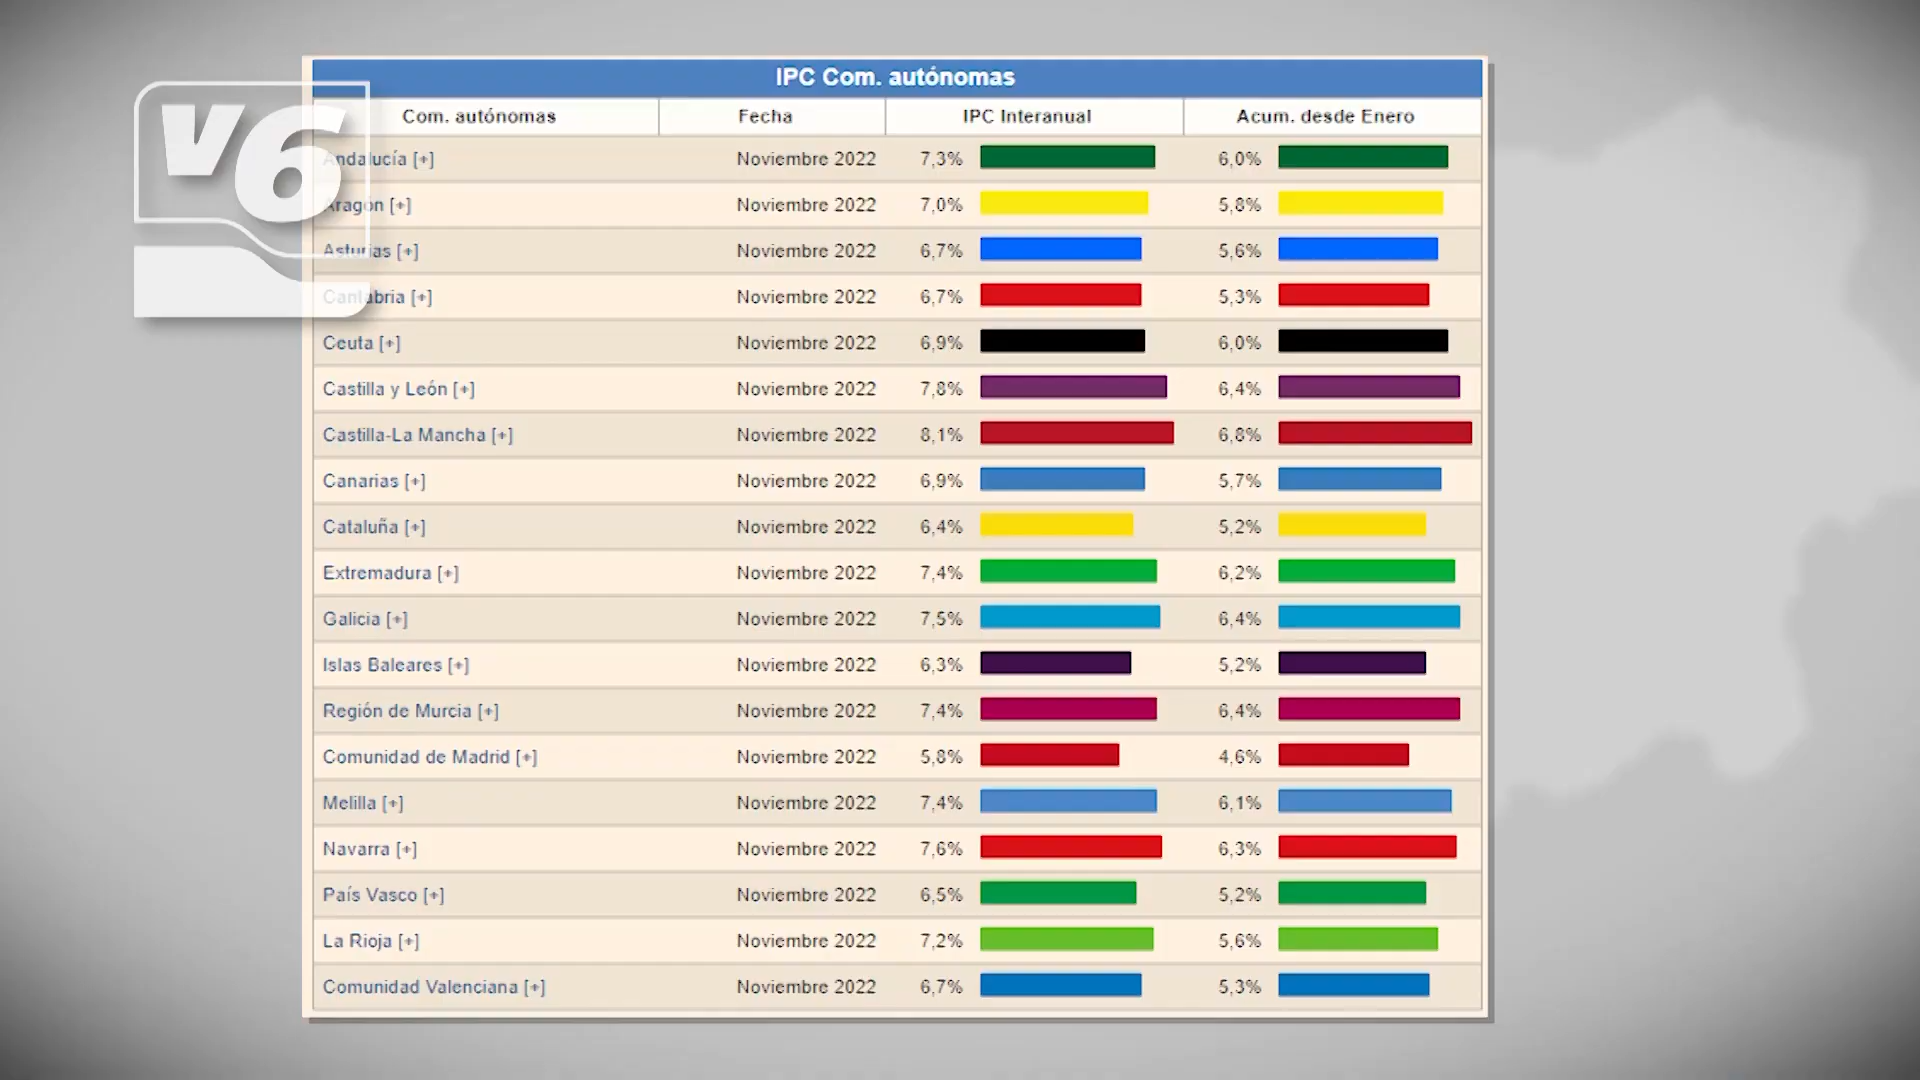 IPC Com. autónomas
Com. autónomas Fecha IPC Interanual Acum. desde Enero
v6
Andalucía [+] Noviembre 2022 7,3% 6,0%
Aragon [+] Noviembre 2022 7,0% 5,8%
Asturias [+] Noviembre 2022 6,7% 5,6%
Cantabria [+] Noviembre 2022 6,7% 5,3%
Ceuta [+] Noviembre 2022 6,9% 6,0%
Castilla y León [+] Noviembre 2022 7,8% 6,4%
Castilla-La Mancha [+] Noviembre 2022 8,1% 6,8%
Canarias [+] Noviembre 2022 6,9% 5,7%
Cataluña [+] Noviembre 2022 6,4% 5,2%
Extremadura [+] Noviembre 2022 7,4% 6,2%
Galicia [+] Noviembre 2022 7,5% 6,4%
Islas Baleares [+] Noviembre 2022 6,3% 5,2%
Región de Murcia [+] Noviembre 2022 7,4% 6,4%
Comunidad de Madrid [+] Noviembre 2022 5,8% 4,6%
Melilla [+] Noviembre 2022 7,4% 6,1%
Navarra [+] Noviembre 2022 7,6% 6,3%
País Vasco [+] Noviembre 2022 6,5% 5,2%
La Rioja [+] Noviembre 2022 7,2% 5,6%
Comunidad Valenciana [+] Noviembre 2022 6,7% 5,3%